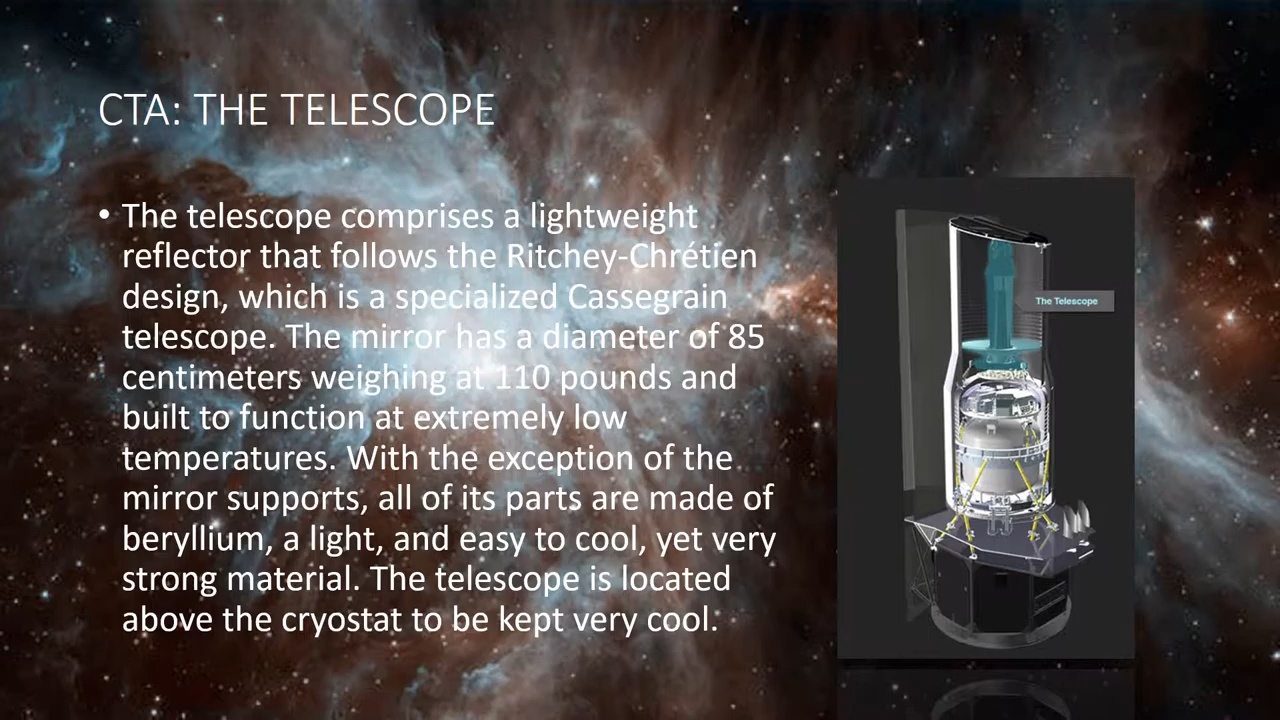 CTA: THE TELESCOPE
• The telescope comprises a lightweight
reflector that follows the Ritchey-Chrétien
design, which is a specialized Cassegrain
telescope. The mirror has a diameter of 85
centimeters weighing at 110 pounds and
built to function at extremely low
temperatures. With the exception of the
mirror supports, all of its parts are made of
beryllium, a light, and easy to cool, yet very
strong material. The telescope is located
above the cryostat to be kept very cool.
The Telescope